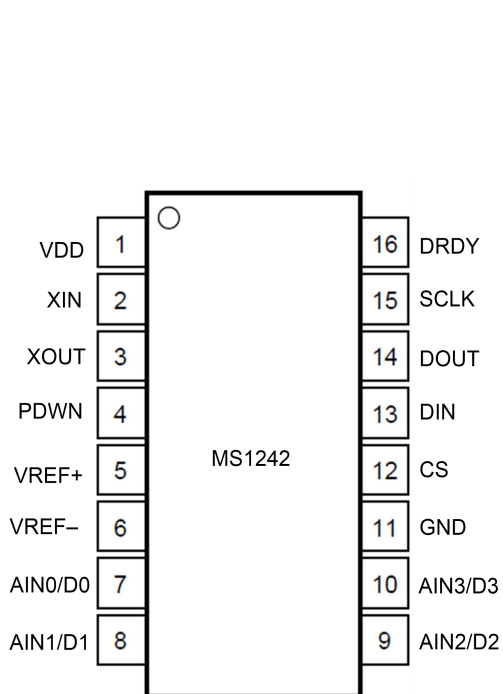 VDD 1 16 DRDY
XIN 2 15 SCLK
XOUT 3 14 DOUT
PDWN 4 13 DIN
MS1242
VREF+ 5 12 CS
VREF– 6 11 GND
AIN0/D0 7 10 AIN3/D3
AIN1/D1 8 9 AIN2/D2